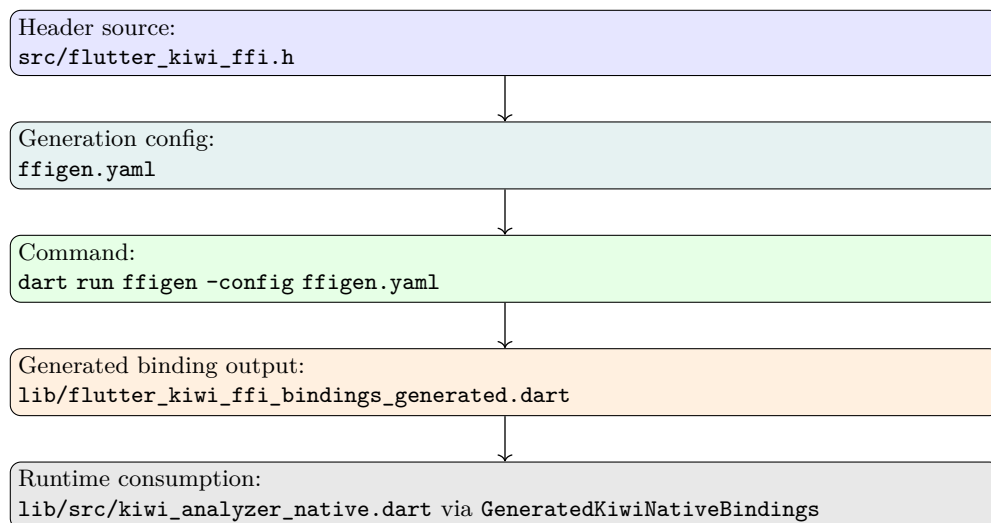 Header source:
src/flutter_kiwi_ffi.h
Generation config:
ffigen.yaml
Command:
dart run ffigen -config ffigen.yaml
Generated binding output:
lib/flutter_kiwi_ffi_bindings_generated.dart
Runtime consumption:
lib/src/kiwi_analyzer_native.dart via GeneratedKiwiNativeBindings